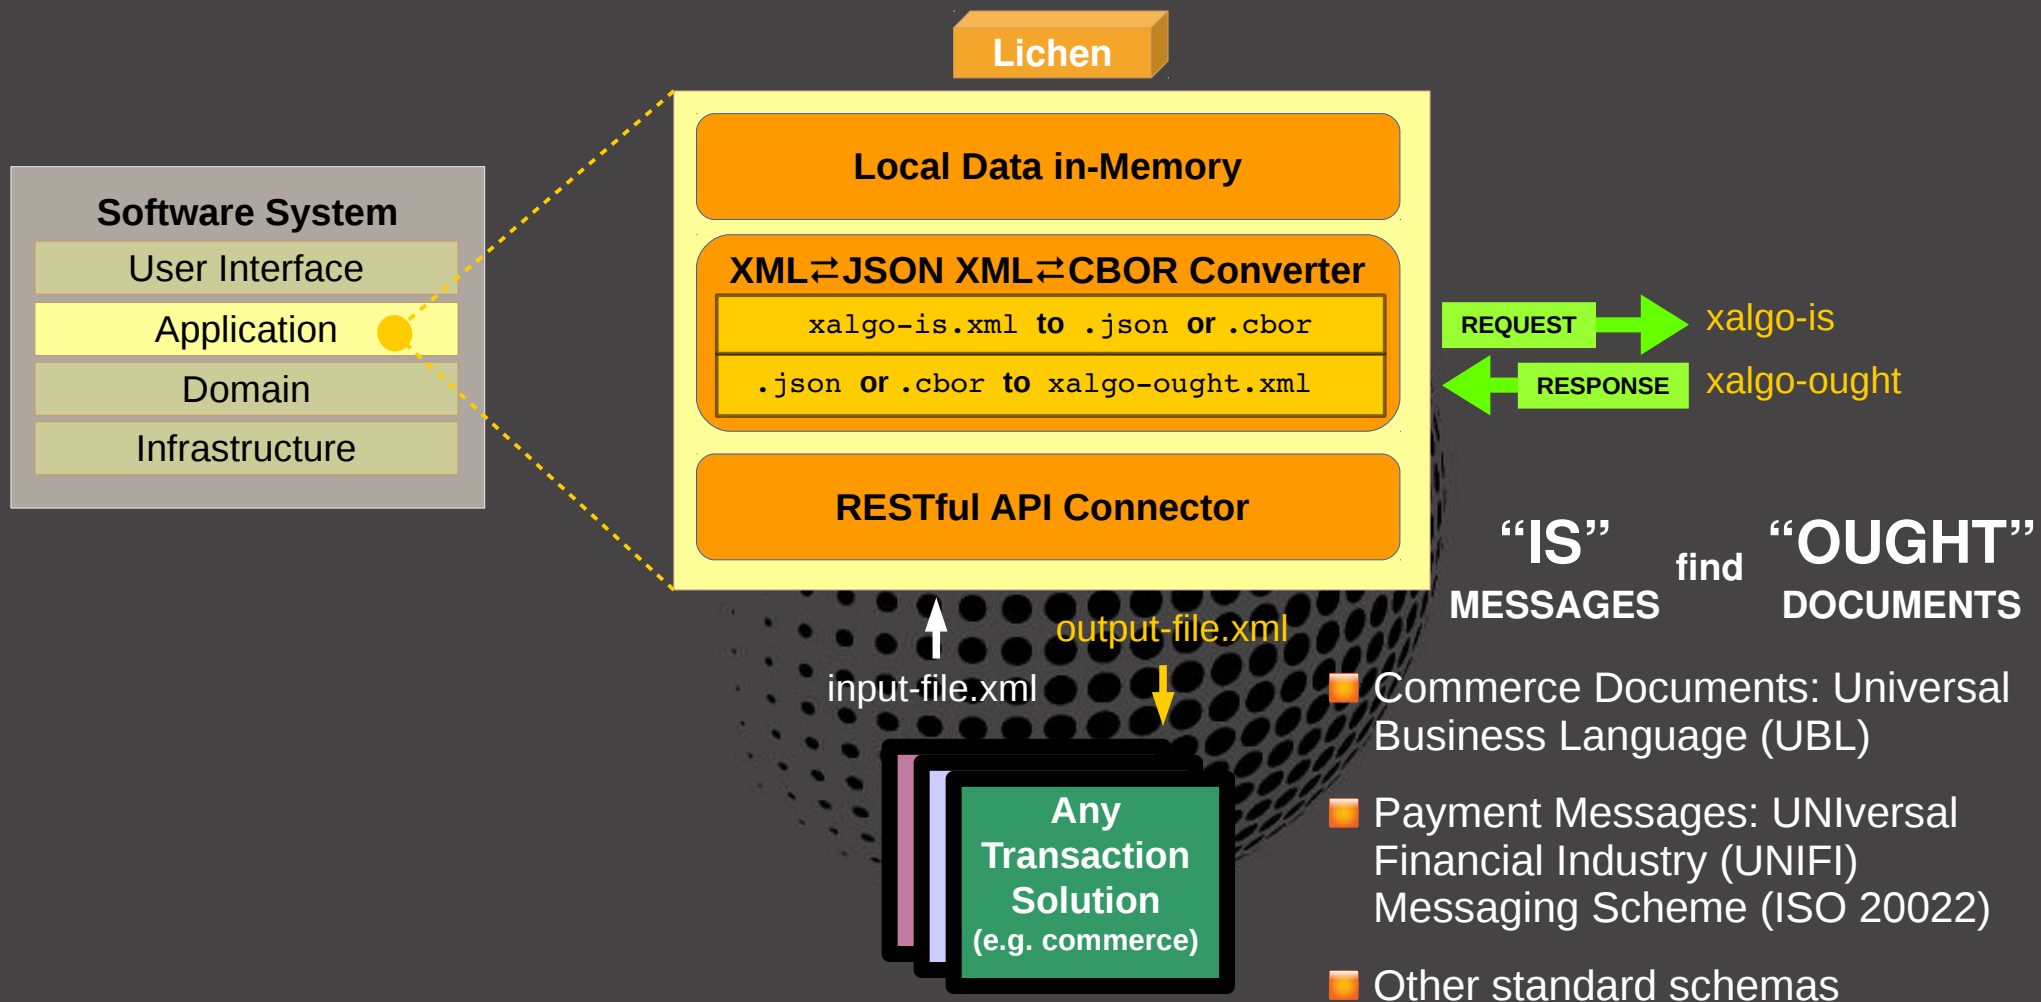 Lichen
Software System
User Interface
Application
Domain
Infrastructure
Local Data in-Memory
XML⇄JSON XML⇄CBOR Converter
xalgo-is.xml to .json or .cbor
.json or .cbor to xalgo-ought.xml
RESTful API Connector
REQUEST xalgo-is
RESPONSE xalgo-ought
“IS” find “OUGHT”
MESSAGES DOCUMENTS
output-file.xml
input-file.xml
Any
Transaction
Solution
(e.g. commerce)
Commerce Documents: Universal
Business Language (UBL)
Payment Messages: UNIversal
Financial Industry (UNIFI)
Messaging Scheme (ISO 20022)
Other standard schemas